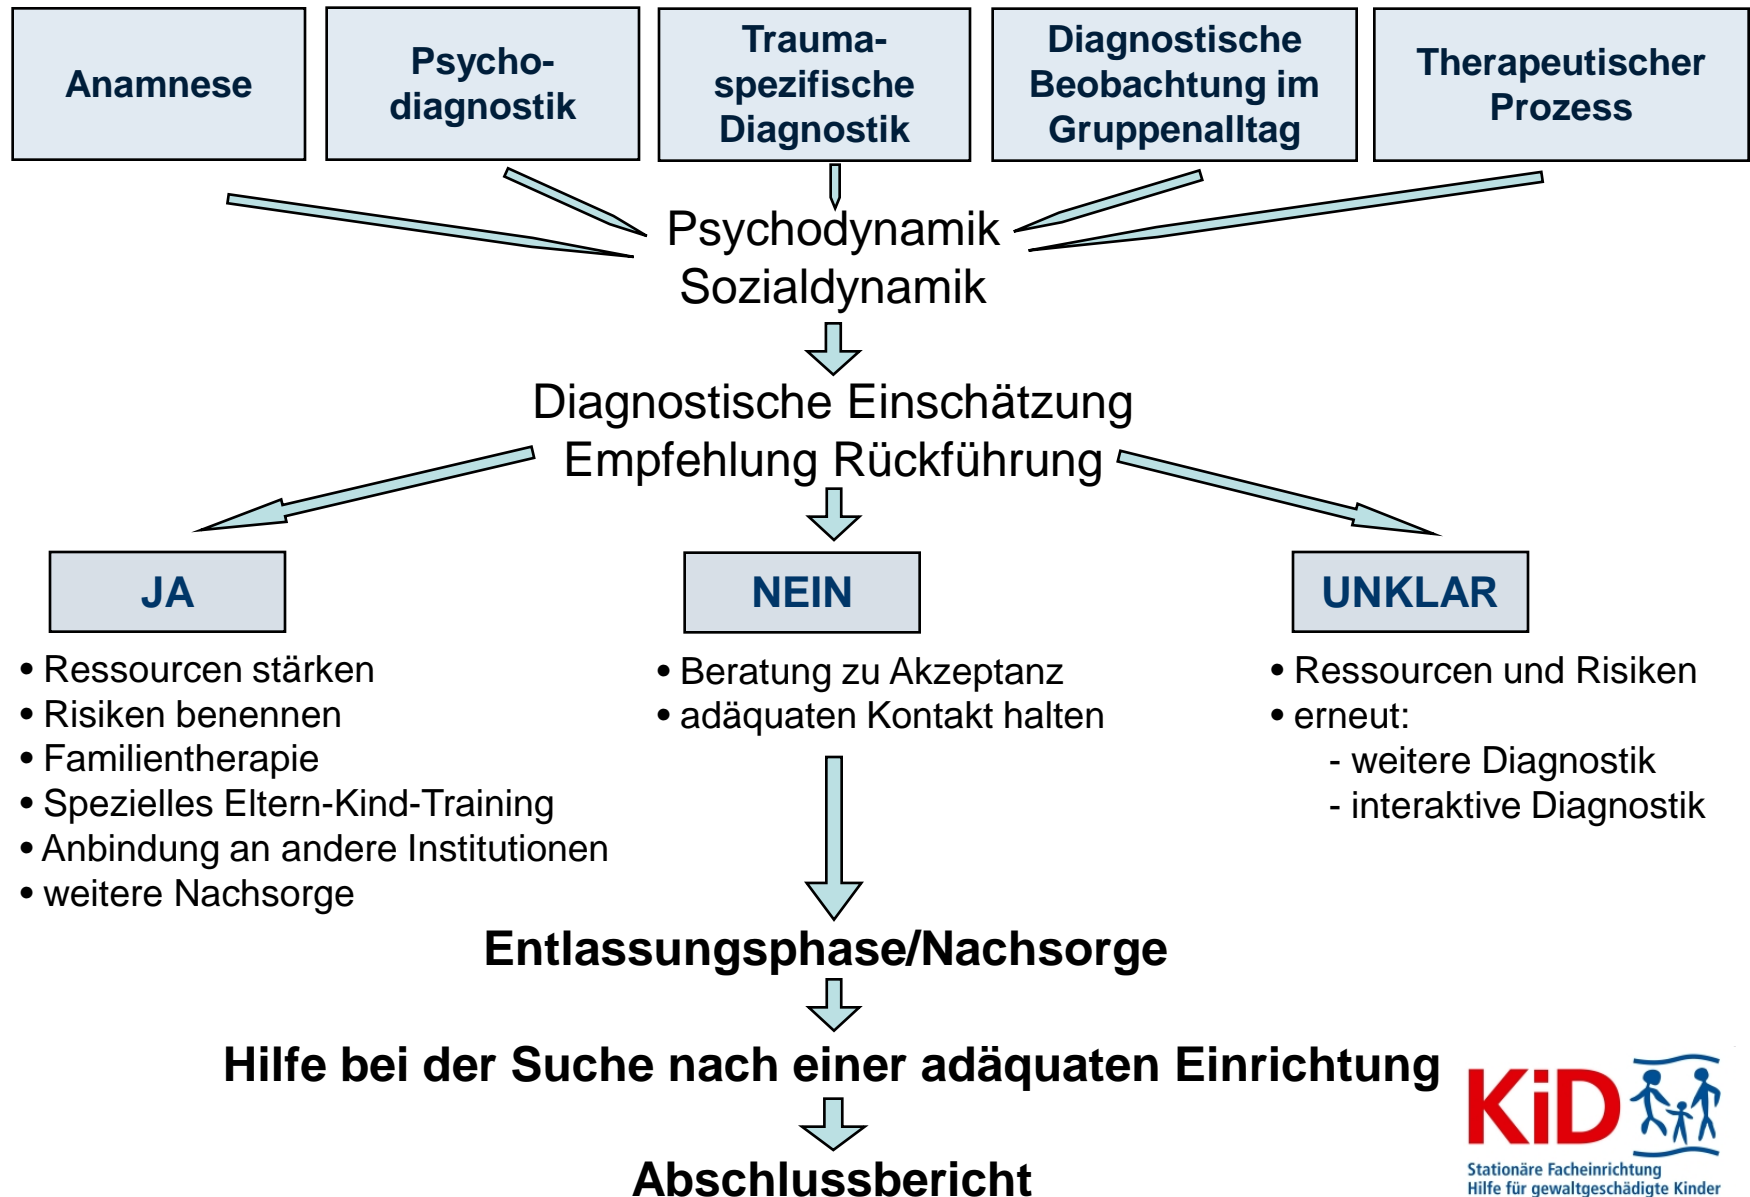 Anamnese
Psycho-
diagnostik
Trauma-
spezifische
Diagnostik
Diagnostische
Beobachtung im
Gruppenalltag
Therapeutischer
Prozess
Psychodynamik
Sozialdynamik
Diagnostische Einschätzung
Empfehlung Rückführung
JA
• Ressourcen stärken
• Risiken benennen
• Familientherapie
• Spezielles Eltern-Kind-Training
• Anbindung an andere Institutionen
• weitere Nachsorge
NEIN
• Beratung zu Akzeptanz
• adäquaten Kontakt halten
UNKLAR
• Ressourcen und Risiken
• erneut:
- weitere Diagnostik
- interaktive Diagnostik
Entlassungsphase/Nachsorge
Hilfe bei der Suche nach einer adäquaten Einrichtung
Abschlussbericht
KiD
Stationäre Facheinrichtung
Hilfe für gewaltgeschädigte Kinder